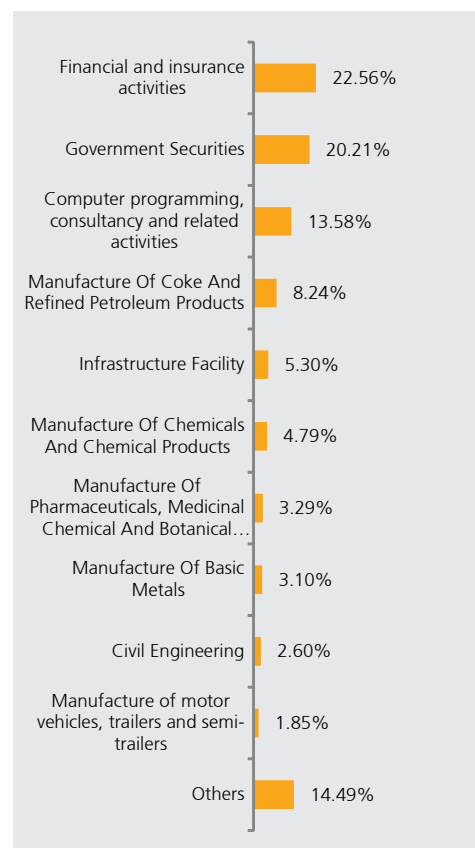 Financial and insurance
activities
22.56%
Government Securities
20.21%
Computer programming,
consultancy and related
activities
13.58%
Manufacture Of Coke And
Refined Petroleum Products
8.24%
Infrastructure Facility
5.30%
Manufacture Of Chemicals
And Chemical Products
4.79%
Manufacture Of
Pharmaceuticals, Medicinal
Chemical And Botanical…
3.29%
Manufacture Of Basic
Metals
3.10%
Civil Engineering
2.60%
Manufacture of motor
vehicles, trailers and semi-
trailers
1.85%
Others
14.49%